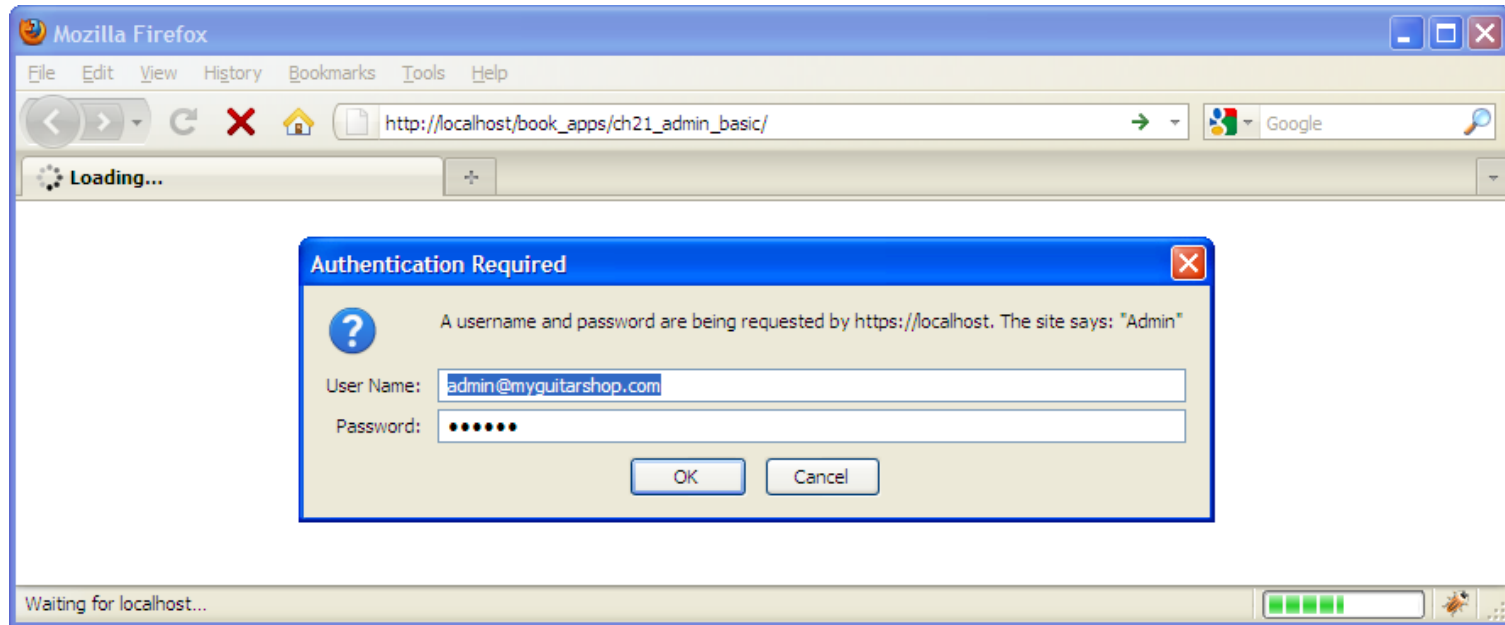 Mozilla Firefox
File Edit View History Bookmarks Tools Help
http://localhost/book_apps/ch21_admin_basic/ Google
Loading...
Authentication Required
A username and password are being requested by https://localhost. The site says: "Admin"
User Name: admin@myguitarshop.com
Password: ••••••
OK Cancel
Waiting for localhost...